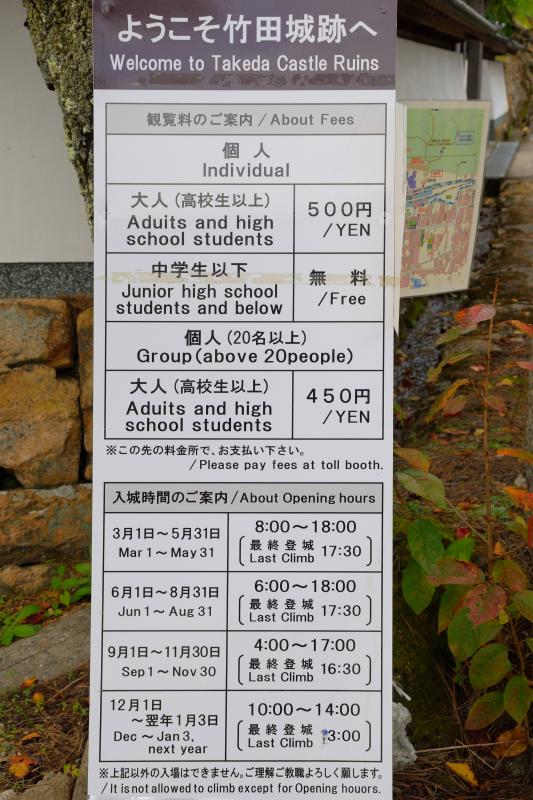 ようこそ竹田城跡へ
Welcome to Takeda Castle Ruins
観覧料のご案内/About Fees
個人
Individual
大人(高校生以上)
Aduits and high
school students
500円
/YEN
中学生以下
Junior high school
students and below
無料
/Free
個人(20名以上)
Group(above 20people)
大人(高校生以上)
Aduits and high
school students
450円
/YEN
※この先の料金所で、お支払い下さい。
/Please pay fees at toll booth.
入城時間のご案内/About Opening hours
3月1日~5月31日
Mar 1~May 31
8:00~18:00
最終登城
Last Climb 17:30
6月1日~8月31日
Jun 1~Aug 31
6:00~18:00
最終登城
Last Climb 17:30
9月1日~11月30日
Sep 1~Nov 30
4:00~17:00
最終登城
Last Climb 16:30
12月1日
~翌年1月3日
Dec ~Jan 3,
next year
10:00~14:00
最終登城
Last Climb 13:00
※上記以外の入場はできません。ご理解ご教職よろしく願します。
/It is not allowed to climb except for Opening houors.